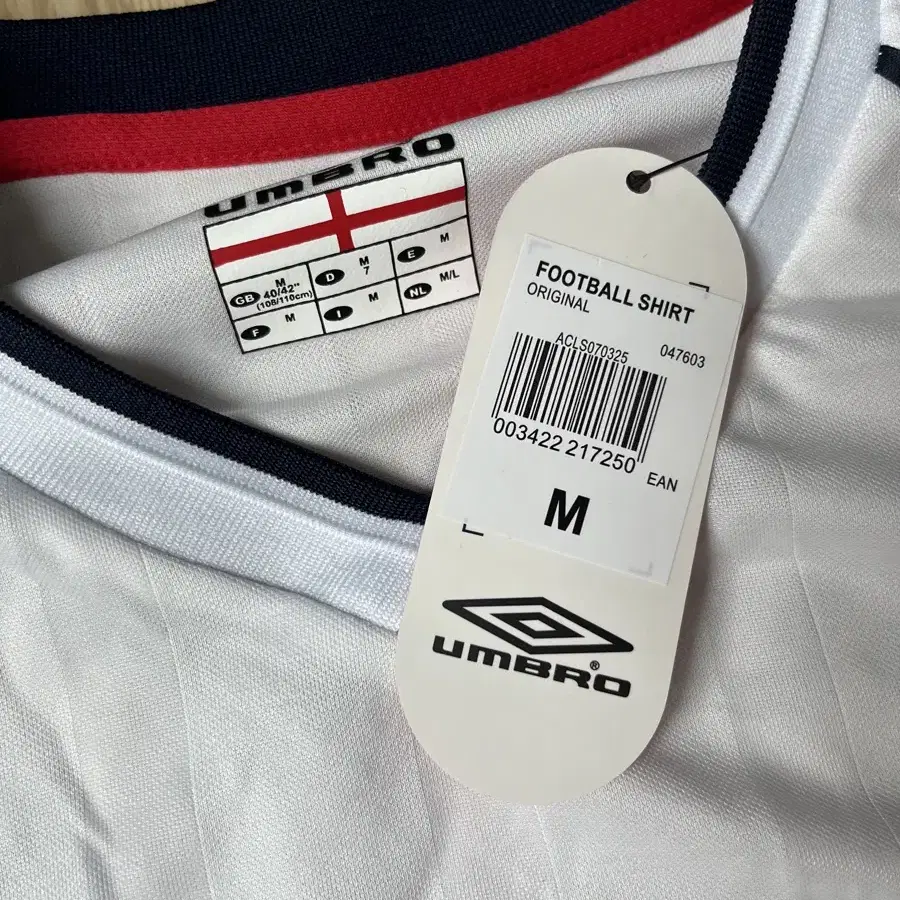 UMBRO
GB M 40/42" (108/110cm)
D M 7
E M
F M
I M
NL M/L
FOOTBALL SHIRT
ORIGINAL
ACLS070325 047603
003422 217250
EAN
M
UMBRO®